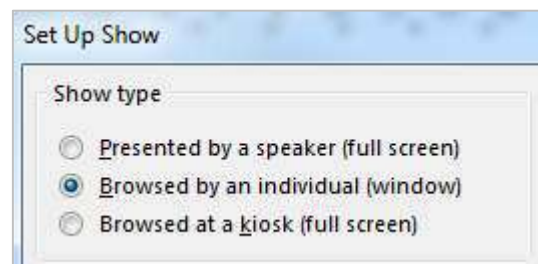 Set Up Show
Show type
Presented by a speaker (full screen)
Browsed by an individual (window)
Browsed at a kiosk (full screen)